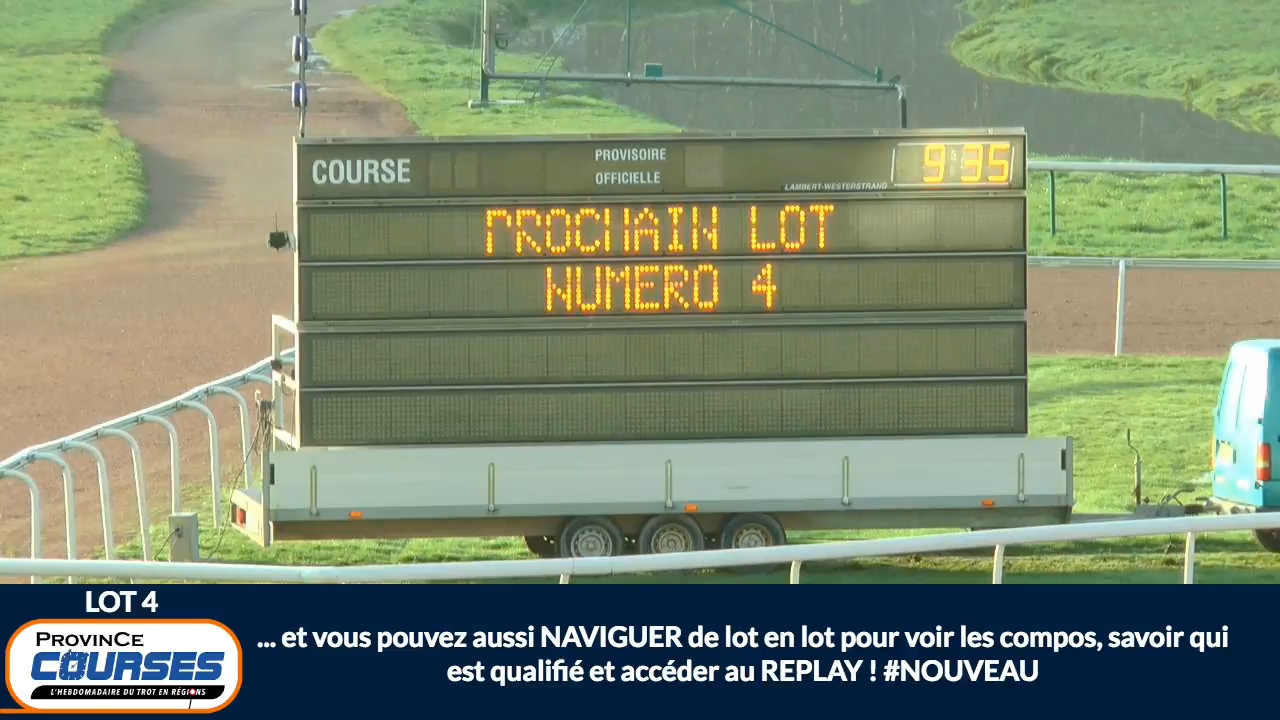 COURSE
PROVISOIRE
OFFICIELLE
LAMBERT-WESTERSTRAND
9 35
PROCHAIN LOT
NUMERO 4
LOT 4
PROVINCE
COURSES
L'HEBDOMADAIRE DU TROT EN RÉGIONS
... et vous pouvez aussi NAVIGUER de lot en lot pour voir les compos, savoir qui
est qualifié et accéder au REPLAY ! #NOUVEAU